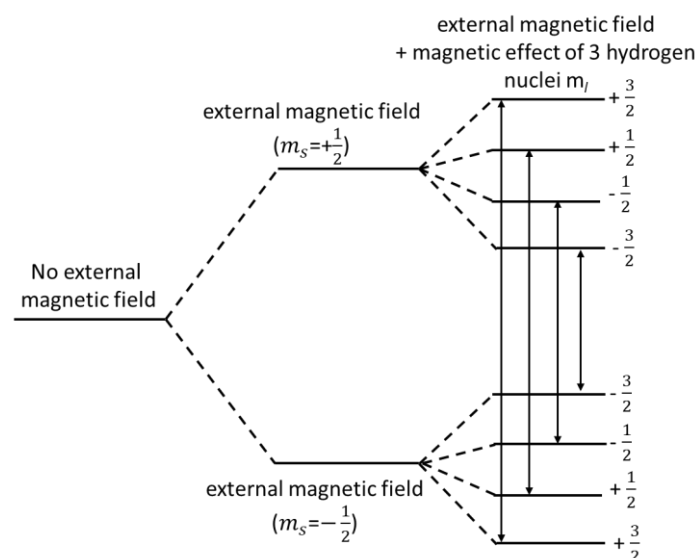 external magnetic field
+ magnetic effect of 3 hydrogen
nuclei m_I
+ 3/2
external magnetic field
(m_S=+1/2)
+ 1/2
- 1/2
- 3/2
No external
magnetic field
- 3/2
- 1/2
external magnetic field
(m_S=−1/2)
+ 1/2
+ 3/2